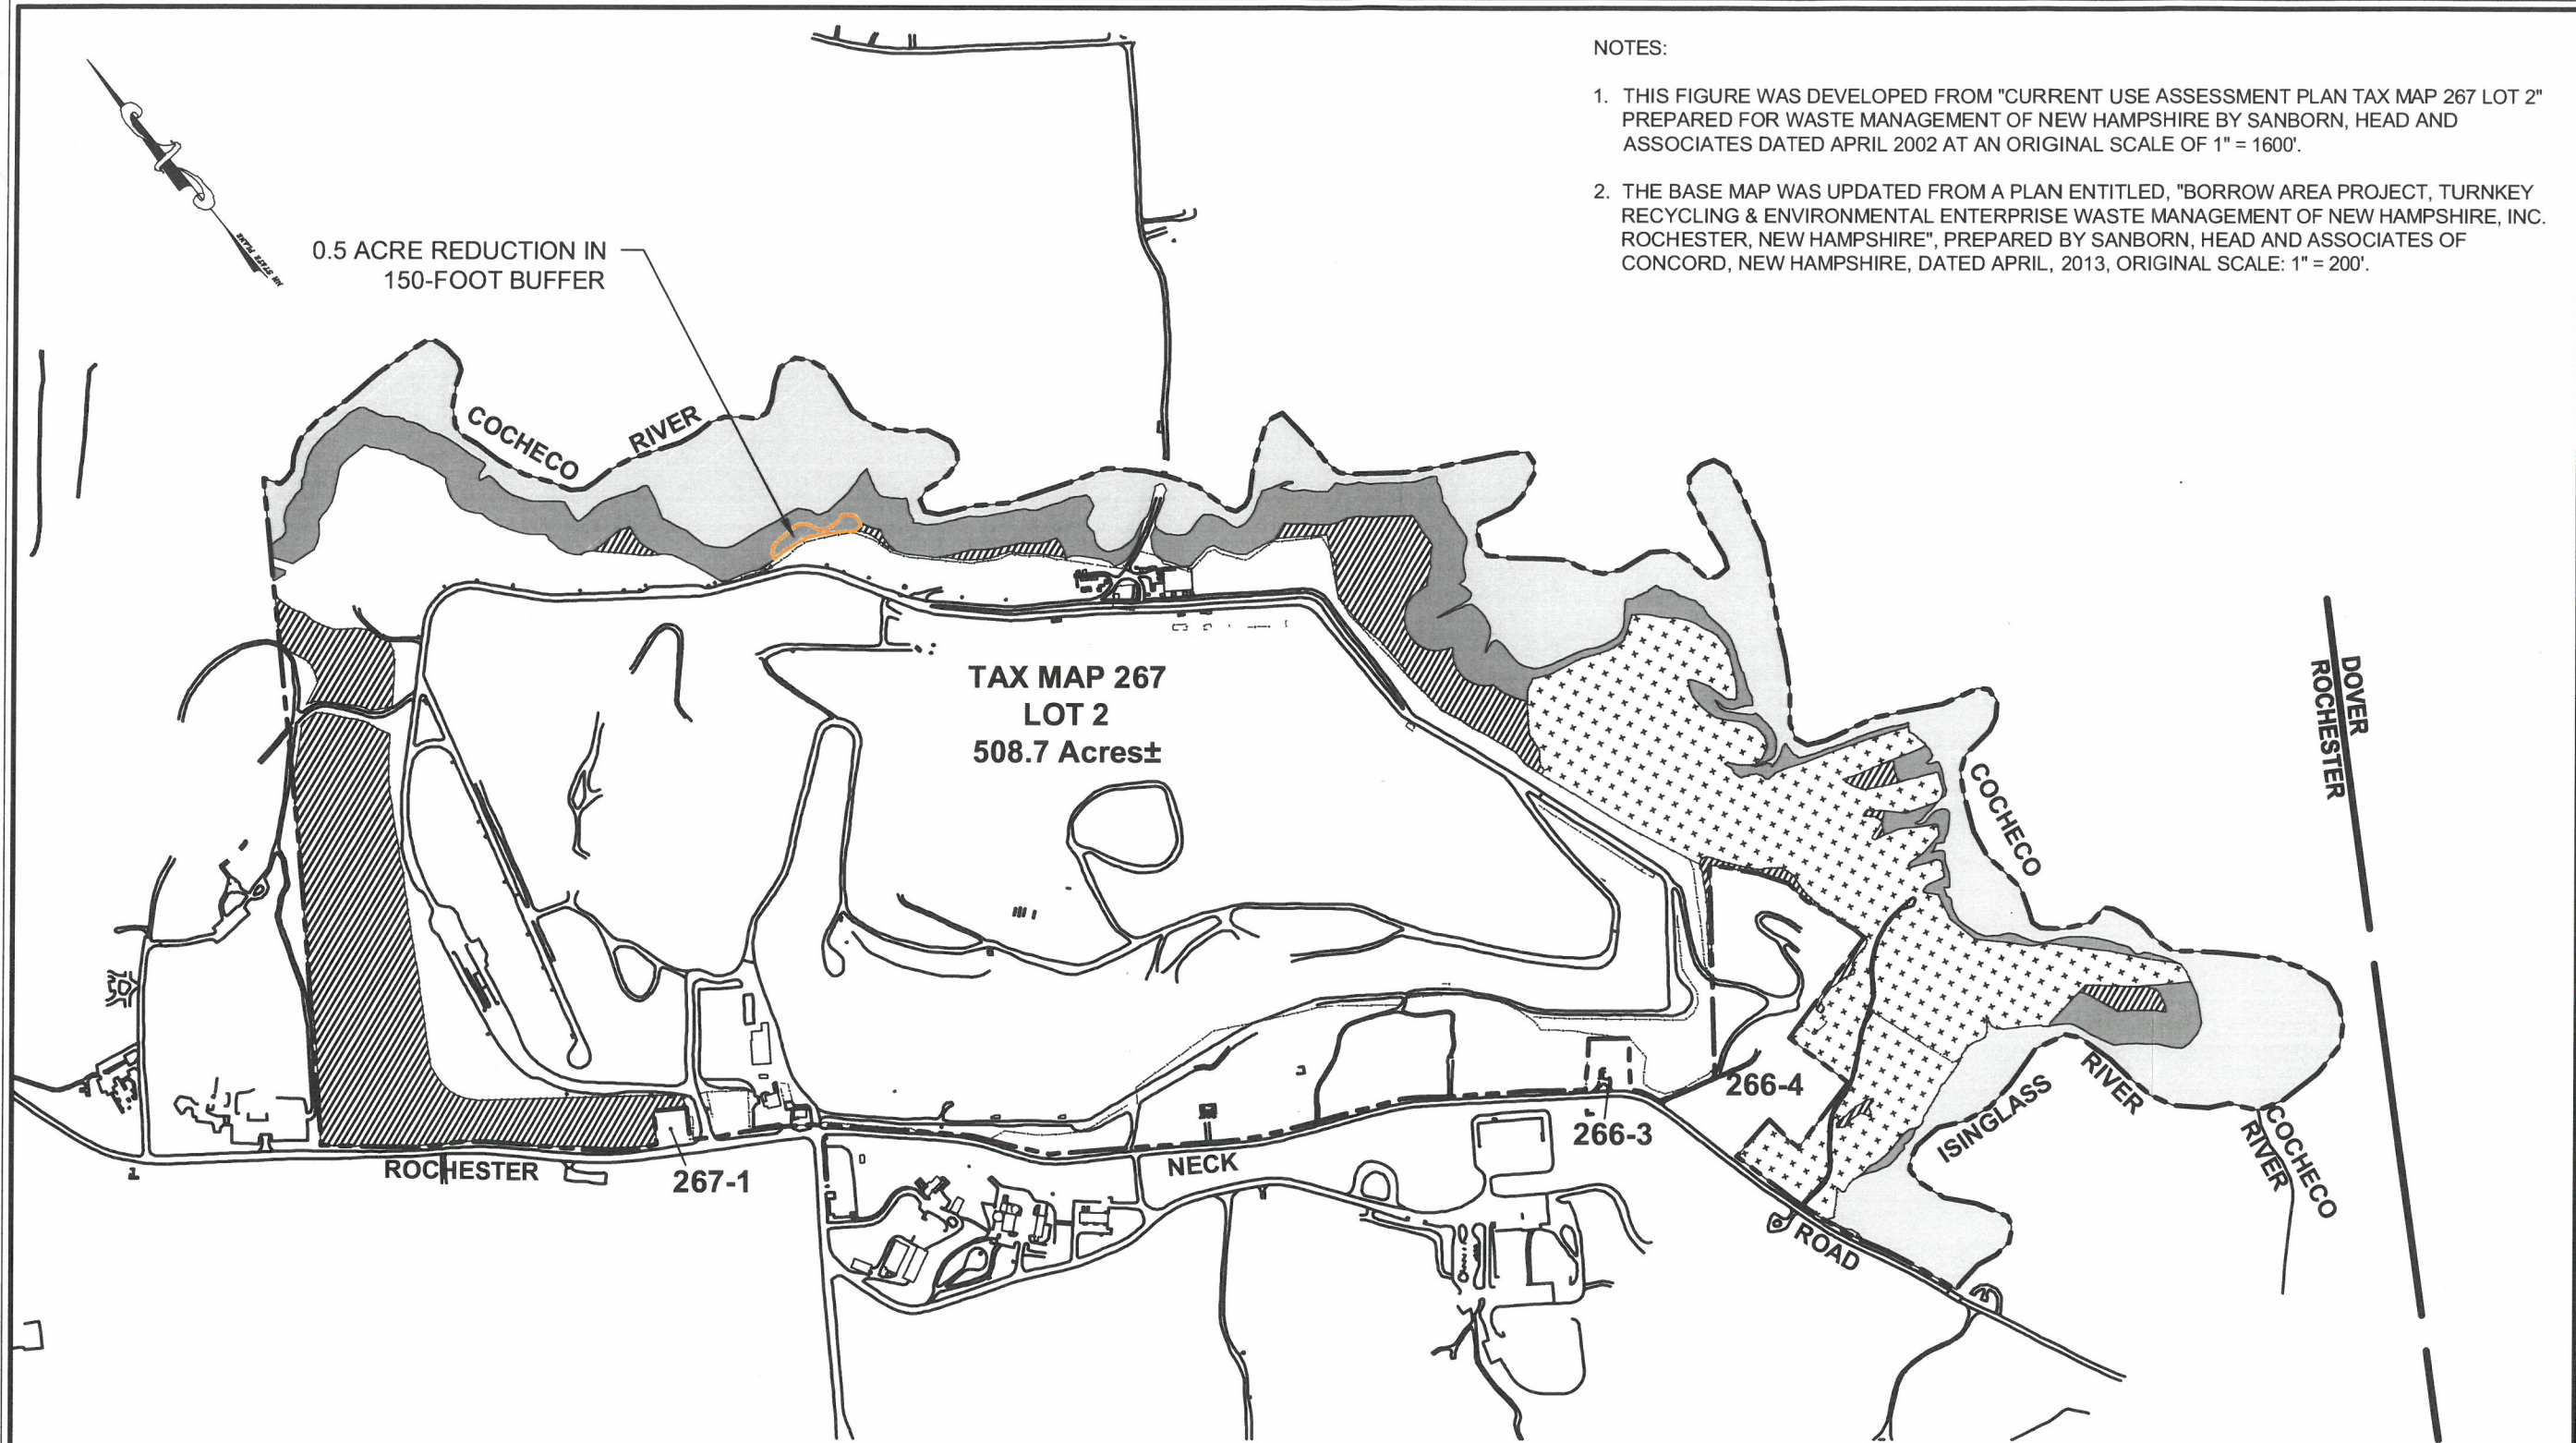 NOTES:
1. THIS FIGURE WAS DEVELOPED FROM "CURRENT USE ASSESSMENT PLAN TAX MAP 267 LOT 2"
PREPARED FOR WASTE MANAGEMENT OF NEW HAMPSHIRE BY SANBORN, HEAD AND
ASSOCIATES DATED APRIL 2002 AT AN ORIGINAL SCALE OF 1" = 1600'.
2. THE BASE MAP WAS UPDATED FROM A PLAN ENTITLED, "BORROW AREA PROJECT, TURNKEY
RECYCLING & ENVIRONMENTAL ENTERPRISE WASTE MANAGEMENT OF NEW HAMPSHIRE, INC.
ROCHESTER, NEW HAMPSHIRE", PREPARED BY SANBORN, HEAD AND ASSOCIATES OF
CONCORD, NEW HAMPSHIRE, DATED APRIL, 2013, ORIGINAL SCALE: 1" = 200'.
NH STATE PLANE
0.5 ACRE REDUCTION IN
150-FOOT BUFFER
COCHECO
RIVER
TAX MAP 267
LOT 2
508.7 Acres±
DOVER
ROCHESTER
COCHECO
266-4
RIVER
ISINGLASS
266-3
COCHECO
RIVER
ROCHESTER
267-1
NECK
ROAD